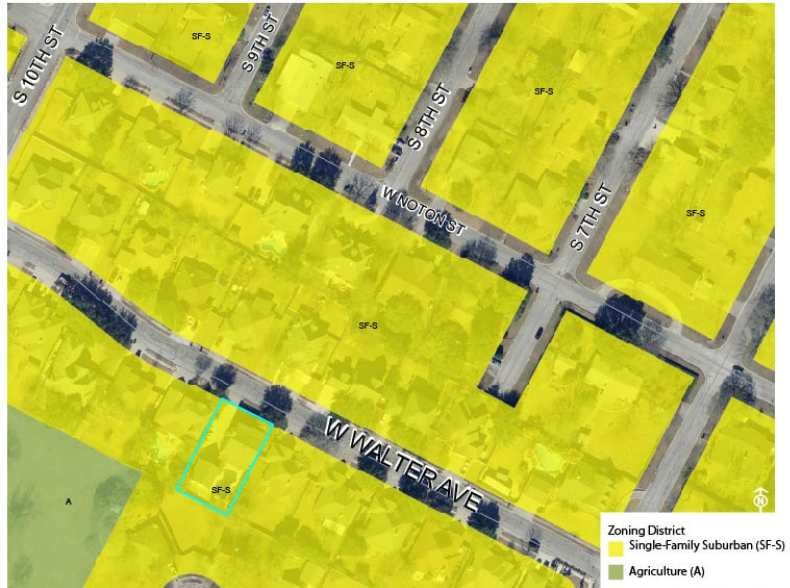 S 10TH ST
SF-S
S 9TH ST
SF-S
S 8TH ST
SF-S
W NOTON ST
S 7TH ST
SF-S
SF-S
W WALTER AVE
SF-S
A
N
Zoning District
Single-Family Suburban (SF-S)
Agriculture (A)